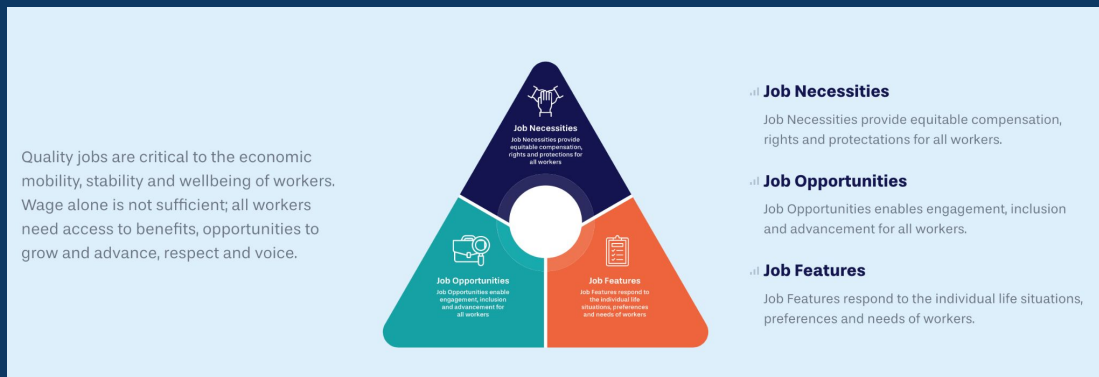 Quality jobs are critical to the economic
mobility, stability and wellbeing of workers.
Wage alone is not sufficient; all workers
need access to benefits, opportunities to
grow and advance, respect and voice.
Job Necessities
Job Necessities provide
equitable compensation,
rights and protections for
all workers
Job Opportunities
Job Opportunities enable
engagement, inclusion
and advancement for
all workers
Job Features
Job Features respond to
the individual life
situations, preferences
and needs of workers
Job Necessities
Job Necessities provide equitable compensation,
rights and protectations for all workers.
Job Opportunities
Job Opportunities enables engagement, inclusion
and advancement for all workers.
Job Features
Job Features respond to the individual life situations,
preferences and needs of workers.